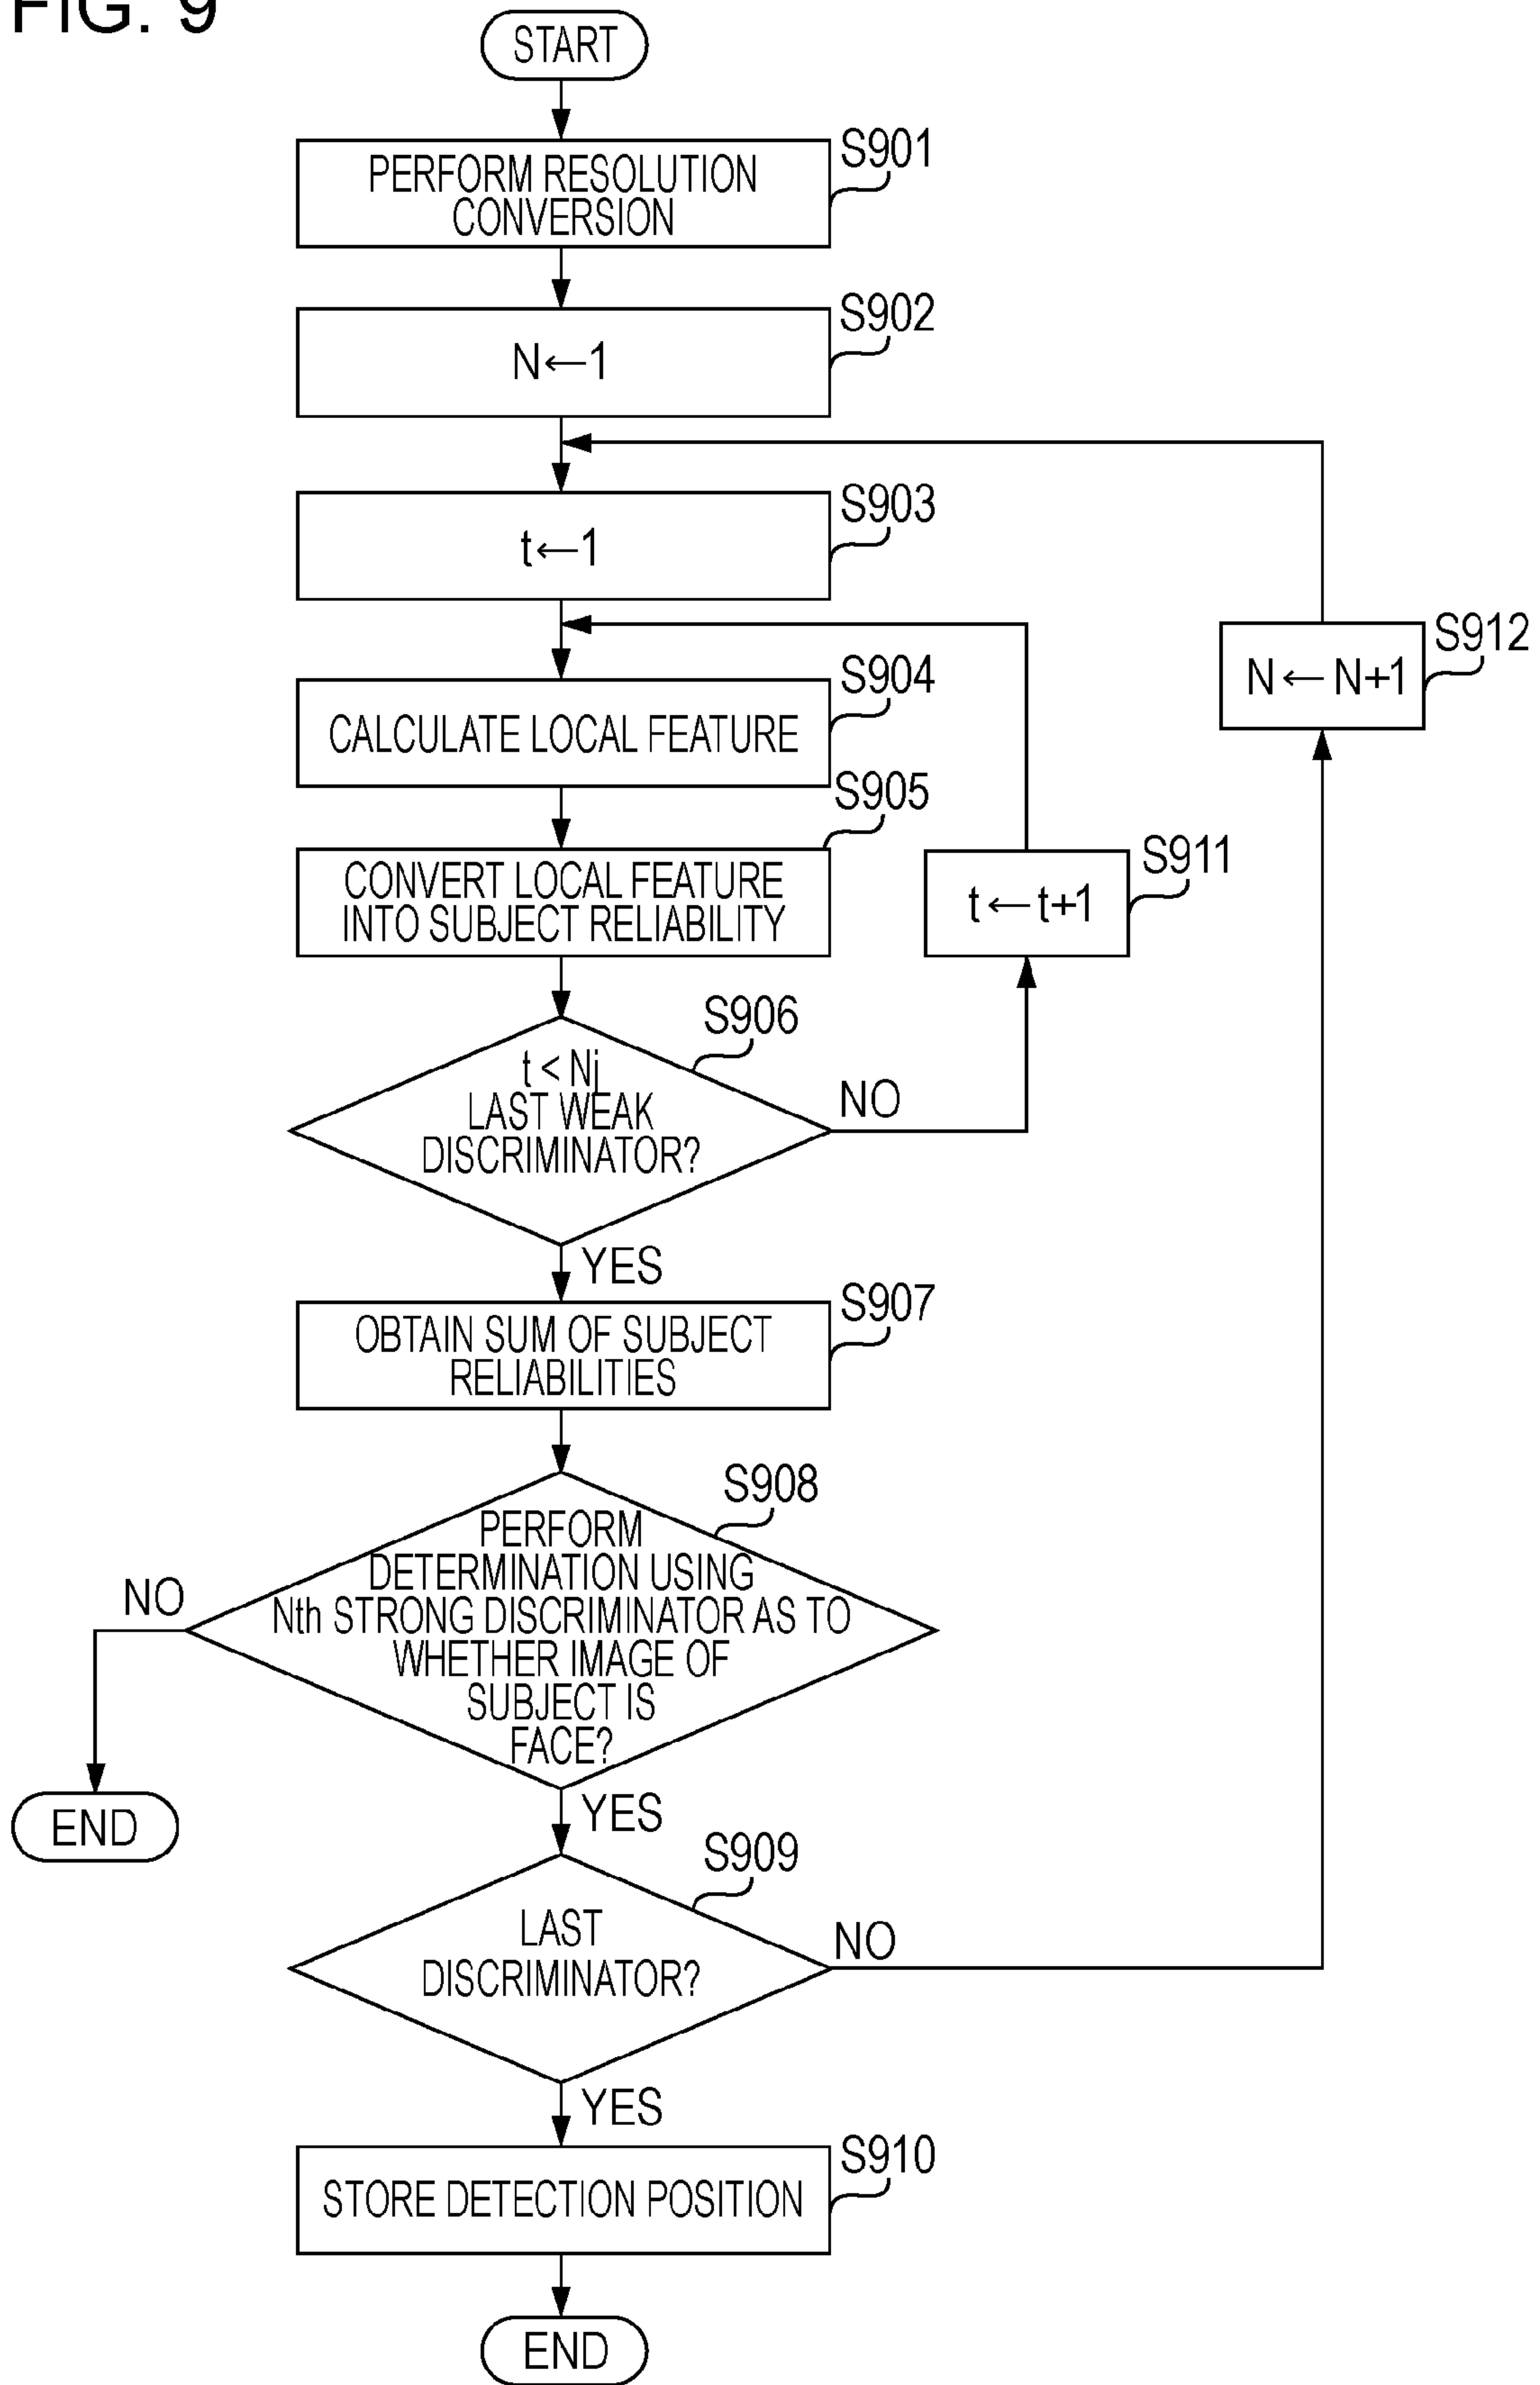 FIG. 9
START
PERFORM RESOLUTION
CONVERSION
S901
N←1
S902
t←1
S903
CALCULATE LOCAL FEATURE
S904
CONVERT LOCAL FEATURE
INTO SUBJECT RELIABILITY
S905
t < Nj
LAST WEAK
DISCRIMINATOR?
S906
NO
t←t+1
S911
N←N+1
S912
YES
OBTAIN SUM OF SUBJECT
RELIABILITIES
S907
PERFORM
DETERMINATION USING
Nth STRONG DISCRIMINATOR AS TO
WHETHER IMAGE OF
SUBJECT IS
FACE?
S908
NO
END
YES
LAST
DISCRIMINATOR?
S909
NO
YES
STORE DETECTION POSITION
S910
END